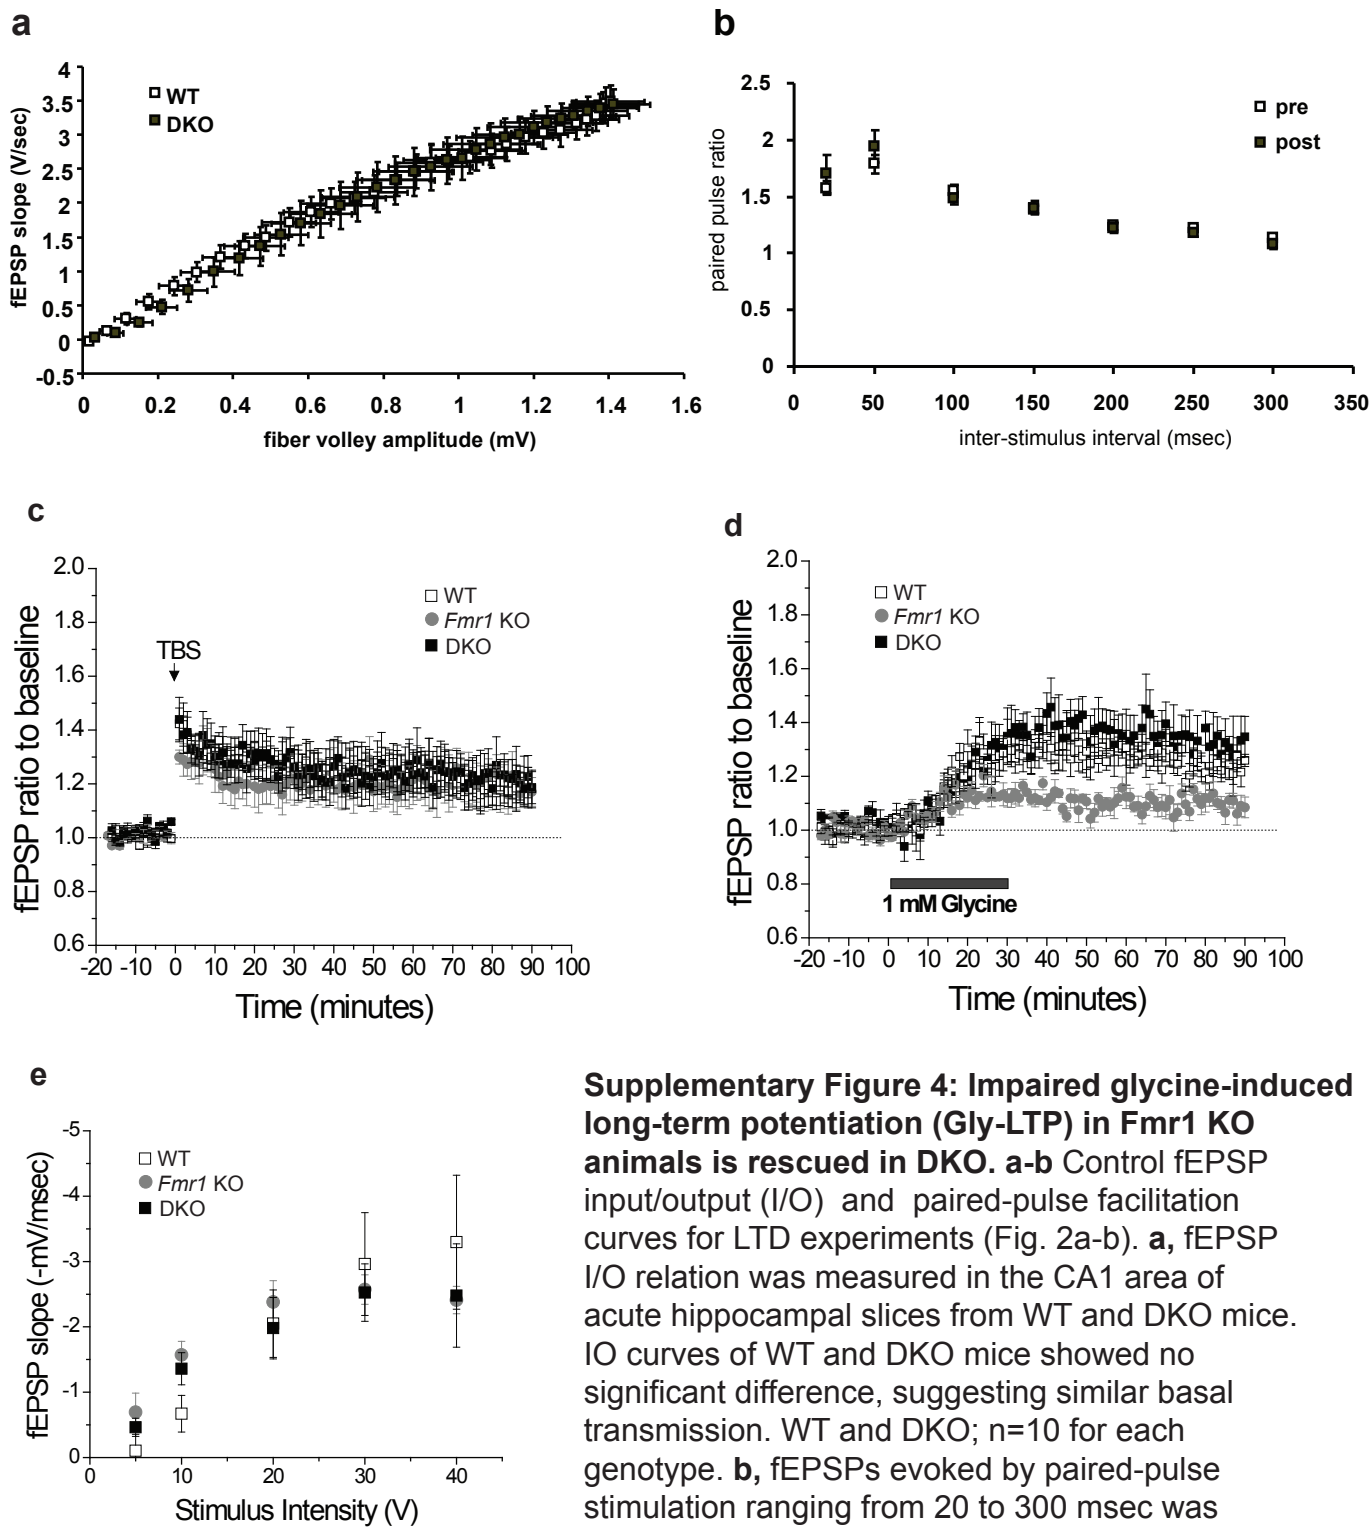 a
4
3.5
3
2.5
2
1.5
1
0.5
0
-0.5
fEPSP slope (V/sec)
WT
DKO
0 0.2 0.4 0.6 0.8 1 1.2 1.4 1.6
fiber volley amplitude (mV)
b
2.5
2
1.5
1
0.5
0
paired pulse ratio
pre
post
0 50 100 150 200 250 300 350
inter-stimulus interval (msec)
c
2.0
1.8
1.6
1.4
1.2
1.0
0.8
0.6
fEPSP ratio to baseline
WT
Fmr1 KO
DKO
TBS
-20 -10 0 10 20 30 40 50 60 70 80 90 100
Time (minutes)
d
2.0
1.8
1.6
1.4
1.2
1.0
0.8
0.6
fEPSP ratio to baseline
WT
Fmr1 KO
DKO
1 mM Glycine
-20 -10 0 10 20 30 40 50 60 70 80 90 100
Time (minutes)
e
-5
-4
-3
-2
-1
0
fEPSP slope (-mV/msec)
WT
Fmr1 KO
DKO
0 10 20 30 40
Stimulus Intensity (V)
Supplementary Figure 4: Impaired glycine-induced
long-term potentiation (Gly-LTP) in Fmr1 KO
animals is rescued in DKO. a-b Control fEPSP
input/output (I/O) and paired-pulse facilitation
curves for LTD experiments (Fig. 2a-b). a, fEPSP
I/O relation was measured in the CA1 area of
acute hippocampal slices from WT and DKO mice.
IO curves of WT and DKO mice showed no
significant difference, suggesting similar basal
transmission. WT and DKO; n=10 for each
genotype. b, fEPSPs evoked by paired-pulse
stimulation ranging from 20 to 300 msec was